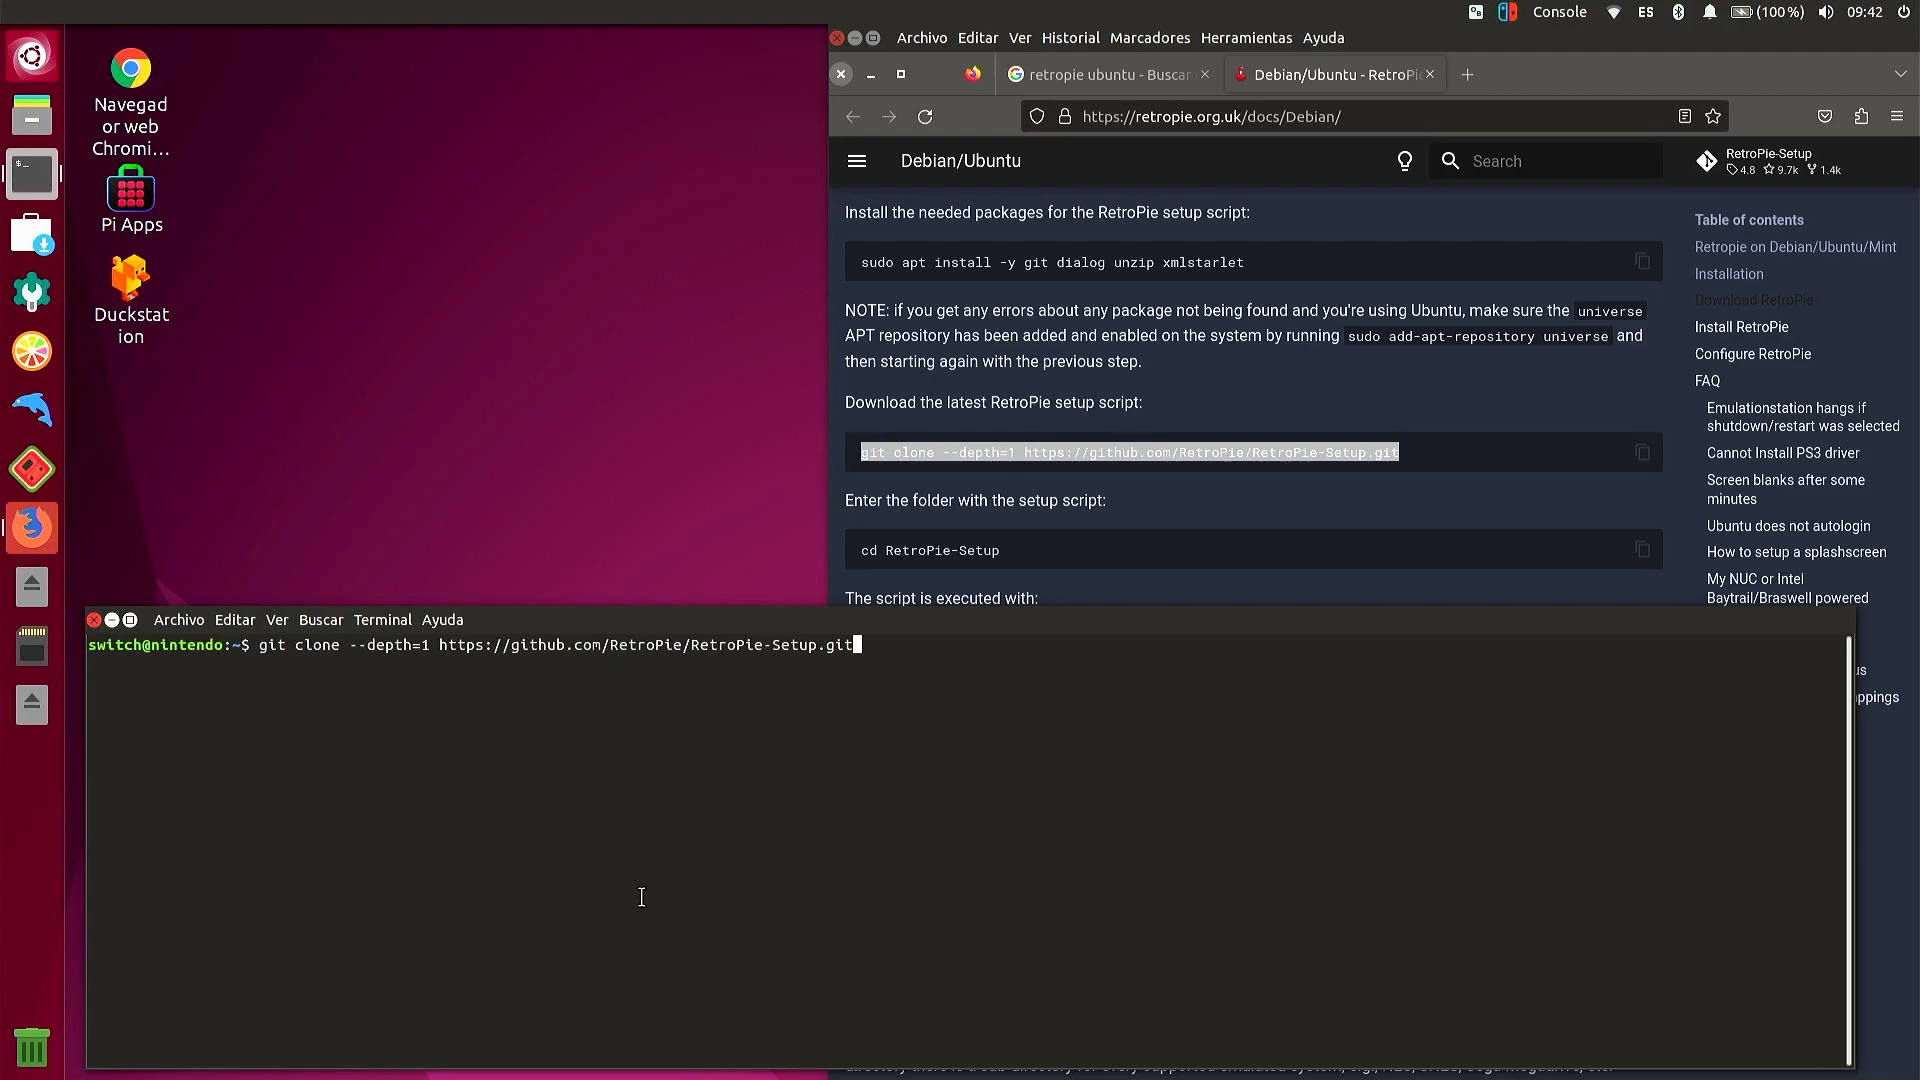 Console
ES
(100 %)
09:42
Navegad
or web
Chromi...
Pi Apps
Duckstat
ion
Archivo Editar Ver Historial Marcadores Herramientas Ayuda
retropie ubuntu - Buscar
Debian/Ubuntu - RetroPi
https://retropie.org.uk/docs/Debian/
Debian/Ubuntu
Search
RetroPie-Setup
4.8 9.7k 1.4k
Install the needed packages for the RetroPie setup script:
sudo apt install -y git dialog unzip xmlstarlet
NOTE: if you get any errors about any package not being found and you're using Ubuntu, make sure the universe
APT repository has been added and enabled on the system by running sudo add-apt-repository universe and
then starting again with the previous step.
Download the latest RetroPie setup script:
git clone --depth=1 https://github.com/RetroPie/RetroPie-Setup.git
Enter the folder with the setup script:
cd RetroPie-Setup
The script is executed with:
Table of contents
Retropie on Debian/Ubuntu/Mint
Installation
Download RetroPie
Install RetroPie
Configure RetroPie
FAQ
Emulationstation hangs if
shutdown/restart was selected
Cannot Install PS3 driver
Screen blanks after some
minutes
Ubuntu does not autologin
How to setup a splashscreen
My NUC or Intel
Baytrail/Braswell powered
us
appings
Archivo Editar Ver Buscar Terminal Ayuda
switch@nintendo:~$ git clone --depth=1 https://github.com/RetroPie/RetroPie-Setup.git